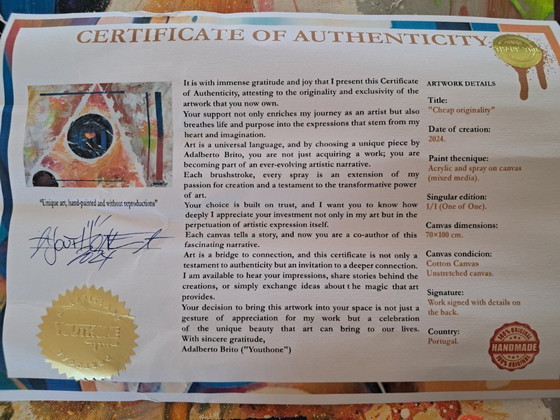 CERTIFICATE OF AUTHENTICITY
It is with immense gratitude and joy that I present this Certificate
of Authenticity, attesting to the originality and exclusivity of the
artwork that you now own.
Your support not only enriches my journey as an artist but also
breathes life and purpose into the expressions that stem from my
heart and imagination.
Art is a universal language, and by choosing a unique piece by
Adalberto Brito, you are not just acquiring a work; you are
becoming part of an ever-evolving artistic narrative.
Each brushstroke, every spray is an extension of my
passion for creation and a testament to the transformative power
of art.
Your choice is built on trust, and I want you to know how
deeply I appreciate your investment not only in my art but in the
perpetuation of artistic expression itself.
Each canvas tells a story, and now you are a co-author of this
fascinating narrative.
Art is a bridge to connection, and this certificate is not only a
testament to authenticity but an invitation to a deeper connection.
I am available to hear your impressions, share stories behind the
creations, or simply exchange ideas about the magic that art
provides.
Your decision to bring this artwork into your space is not just a
gesture of appreciation for my work but a celebration
of the unique beauty that art can bring to our lives.
With sincere gratitude,
Adalberto Brito ("Youthone")
"Unique art, hand-painted and without reproductions"
YOUTHONE
ARTWORK DETAILS
Title:
"Cheap originality"
Date of creation:
2024.
Paint thecnique:
Acrylic and spray on canvas
(mixed media).
Singular edition:
1/1 (One of One).
Canvas dimensions:
70×100 cm.
Canvas condicion:
Cotton Canvas
Unstretched canvas.
Signature:
Work signed with details on
the back.
Country:
Portugal.
100% ORIGINAL
HANDMADE
100% ORIGINAL